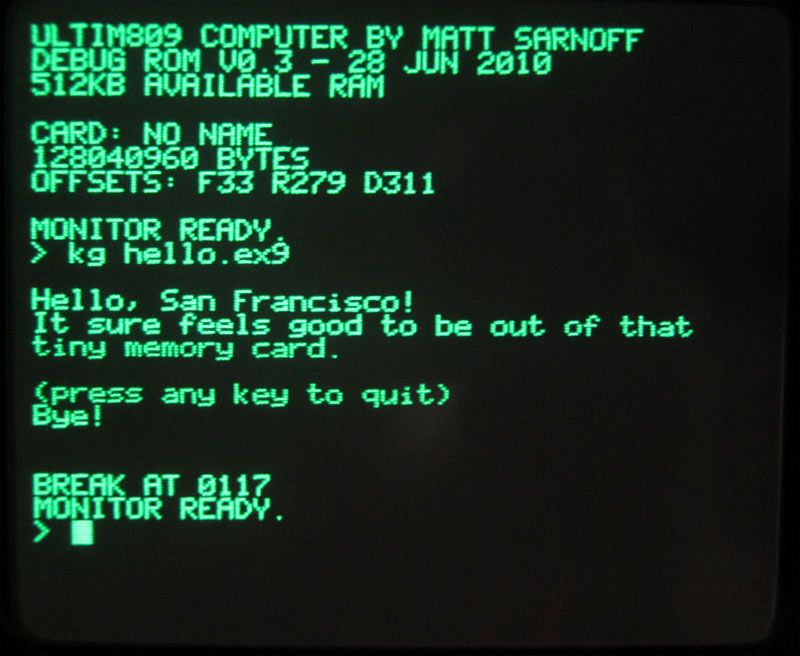 ULTIM809 COMPUTER BY MATT SARNOFF
DEBUG ROM V0.3 - 28 JUN 2010
512KB AVAILABLE RAM
CARD: NO NAME
128040960 BYTES
OFFSETS: F33 R279 D311
MONITOR READY.
> kg hello.ex9
Hello, San Francisco!
It sure feels good to be out of that
tiny memory card.
(press any key to quit)
Bye!
BREAK AT 0117
MONITOR READY.
>